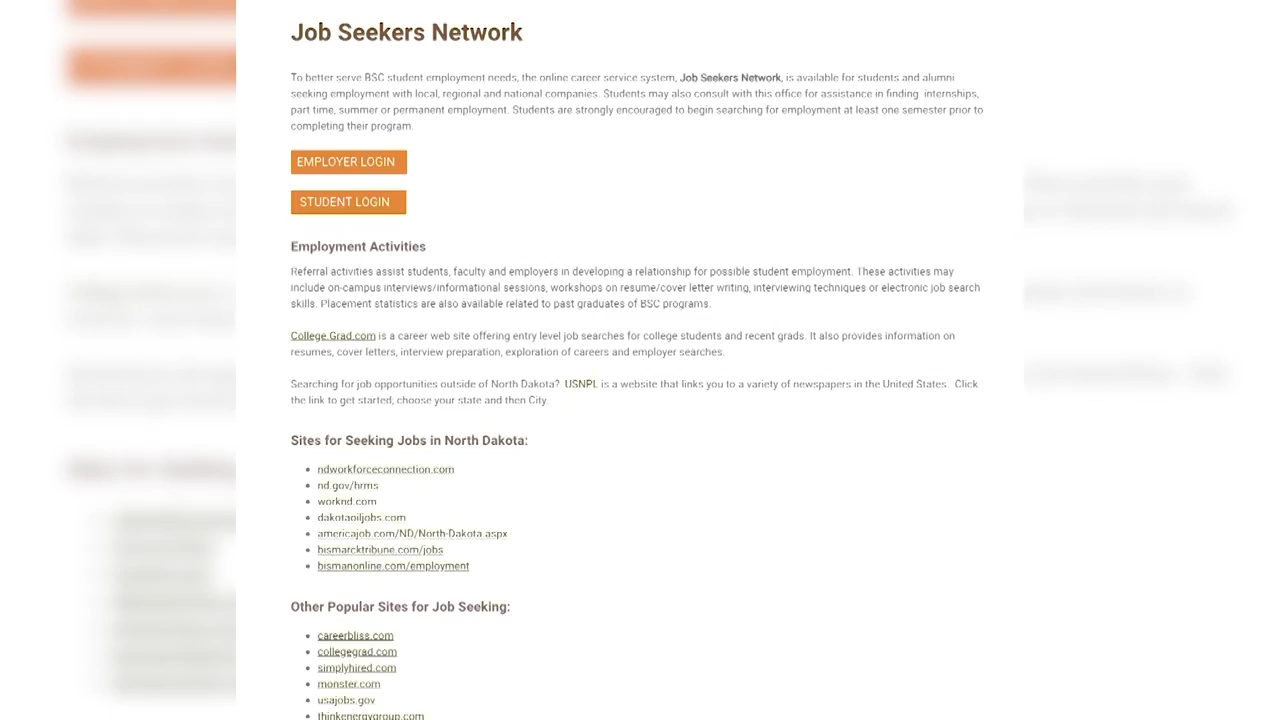 Job Seekers Network
To better serve BSC student employment needs, the online career service system, Job Seekers Network, is available for students and alumni
seeking employment with local, regional and national companies. Students may also consult with this office for assistance in finding internships,
part time, summer or permanent employment. Students are strongly encouraged to begin searching for employment at least one semester prior to
completing their program.
EMPLOYER LOGIN
STUDENT LOGIN
Employment Activities
Referral activities assist students, faculty and employers in developing a relationship for possible student employment. These activities may
include on-campus interviews/informational sessions, workshops on resume/cover letter writing, interviewing techniques or electronic job search
skills. Placement statistics are also available related to past graduates of BSC programs.
College.Grad.com is a career web site offering entry level job searches for college students and recent grads. It also provides information on
resumes, cover letters, interview preparation, exploration of careers and employer searches.
Searching for job opportunities outside of North Dakota? USNPL is a website that links you to a variety of newspapers in the United States. Click
the link to get started; choose your state and then City.
Sites for Seeking Jobs in North Dakota:
• ndworkforceconnection.com
• nd.gov/hrms
• worknd.com
• dakotaoiljobs.com
• americajob.com/ND/North-Dakota.aspx
• bismarcktribune.com/jobs
• bismanonline.com/employment
Other Popular Sites for Job Seeking:
• careerbliss.com
• collegegrad.com
• simplyhired.com
• monster.com
• usajobs.gov
• thinkenergygroup.com